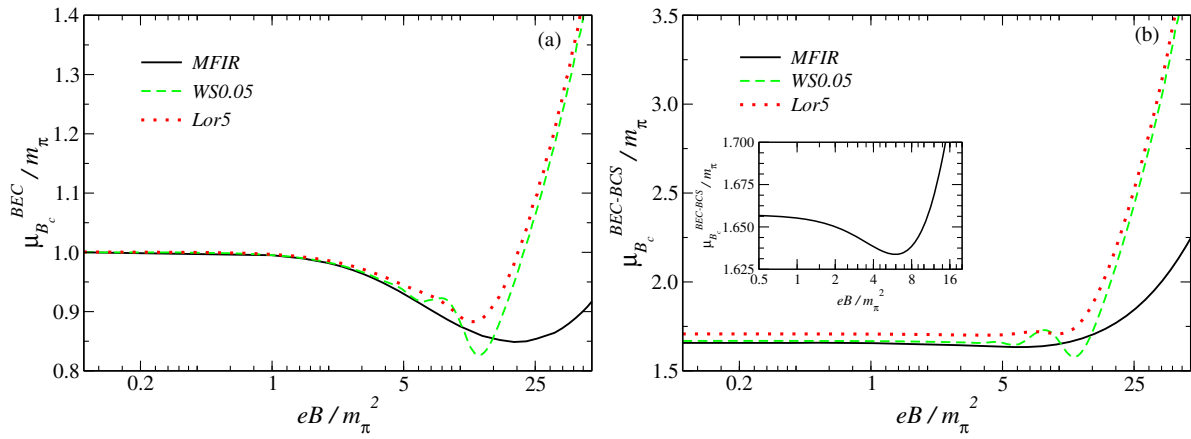 1.4
1.3
1.2
1.1
1.0
0.9
0.8
μ_{B_c}^{BEC} / m_π
(a)
MFIR
WS0.05
Lor5
0.2 1 5 25
eB / m_π^2
3.5
3.0
2.5
2.0
1.5
μ_{B_c}^{BEC-BCS} / m_π
(b)
MFIR
WS0.05
Lor5
1.700
1.675
1.650
1.625
μ_{B_c}^{BEC-BCS} / m_π
0.5 1 2 4 8 16
eB / m_π^2
0.2 1 5 25
eB / m_π^2